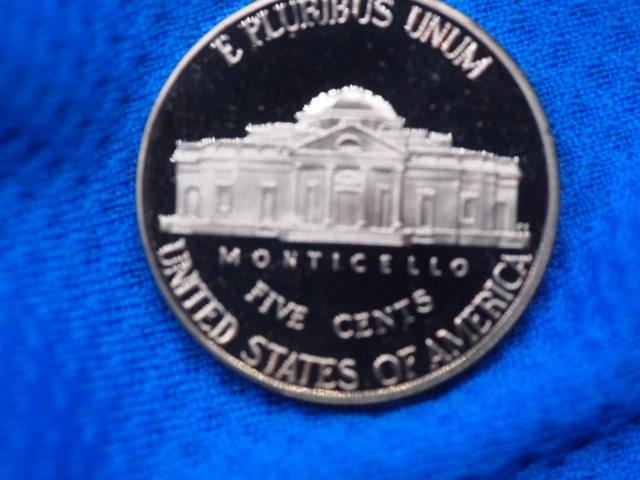 E PLURIBUS UNUM
MONTICELLO
FIVE CENTS
UNITED STATES OF AMERICA